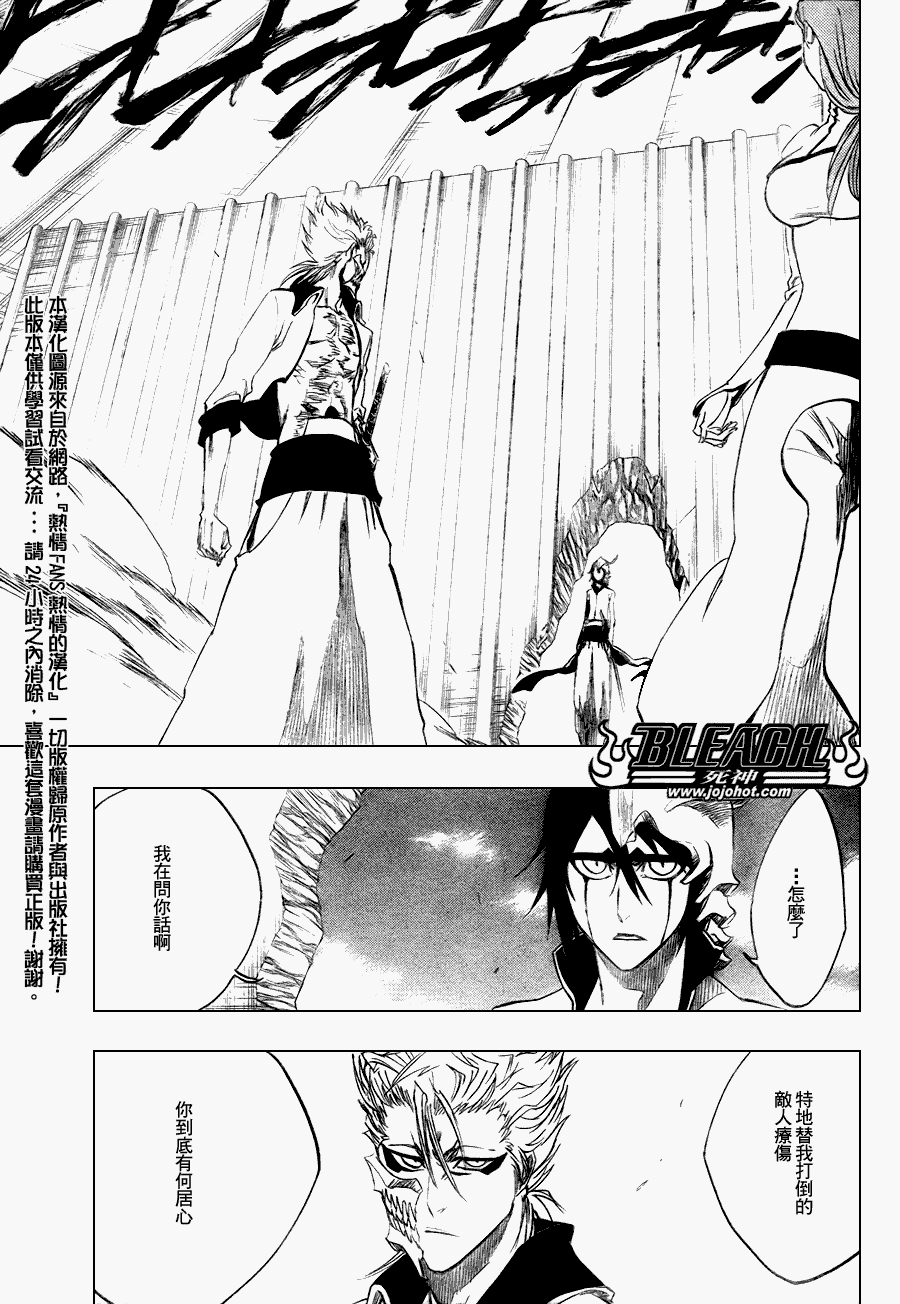 本漢化圖源來自於網路，『熱情FANS熱情的漢化』一切版權歸原作者與出版社擁有！
此版本僅供學習試看交流...請24小時之內消除，喜歡這套漫畫請購買正版！謝謝。
BLEACH
死神
www.jojohot.com
…怎麼了
我在問你話啊
特地替我打倒的
敵人療傷
你到底有何居心